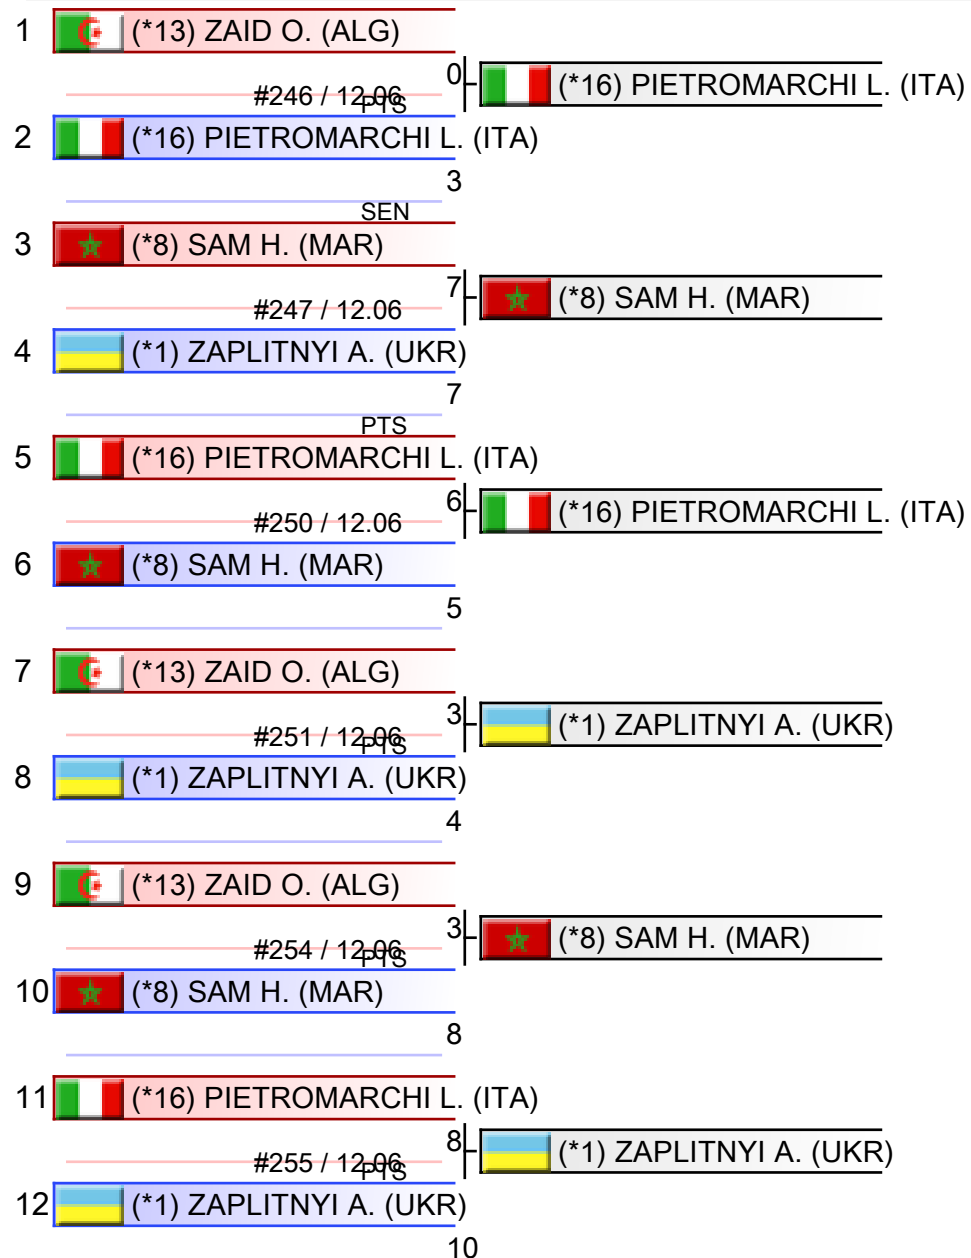 1 (*13) ZAID O. (ALG)
0 (*16) PIETROMARCHI L. (ITA)
#246 / 12.06
PTS
2 (*16) PIETROMARCHI L. (ITA)
3
SEN
3 (*8) SAM H. (MAR)
7 (*8) SAM H. (MAR)
#247 / 12.06
4 (*1) ZAPLITNYI A. (UKR)
7
PTS
5 (*16) PIETROMARCHI L. (ITA)
6 (*16) PIETROMARCHI L. (ITA)
#250 / 12.06
6 (*8) SAM H. (MAR)
5
7 (*13) ZAID O. (ALG)
3 (*1) ZAPLITNYI A. (UKR)
#251 / 12.06
PTS
8 (*1) ZAPLITNYI A. (UKR)
4
9 (*13) ZAID O. (ALG)
3 (*8) SAM H. (MAR)
#254 / 12.06
PTS
10 (*8) SAM H. (MAR)
8
11 (*16) PIETROMARCHI L. (ITA)
8 (*1) ZAPLITNYI A. (UKR)
#255 / 12.06
PTS
12 (*1) ZAPLITNYI A. (UKR)
10